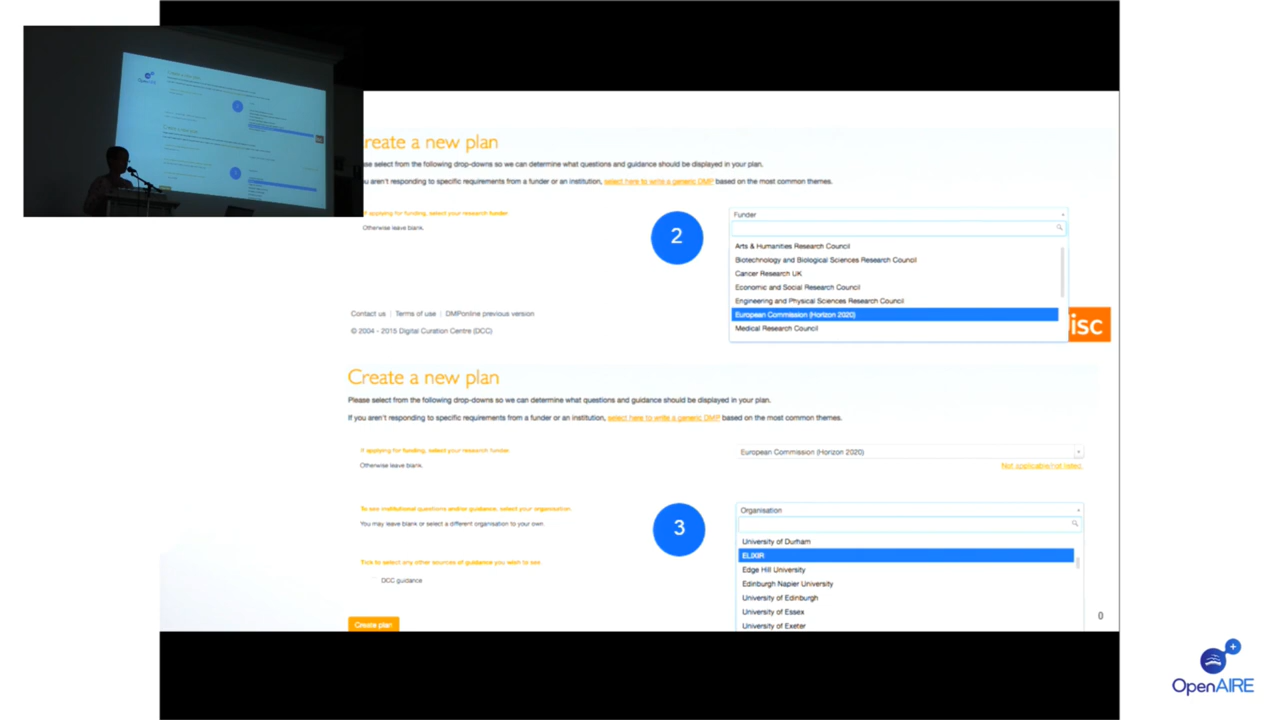 reate a new plan
se select from the following drop-downs so we can determine what questions and guidance should be displayed in your plan.
u aren't responding to specific requirements from a funder or an institution, select here to write a generic DMP based on the most common themes.
If applying for funding, select your research funder.
Otherwise leave blank.
2
Funder
Arts & Humanities Research Council
Biotechnology and Biological Sciences Research Council
Cancer Research UK
Economic and Social Research Council
Engineering and Physical Sciences Research Council
European Commission (Horizon 2020)
Medical Research Council
Contact us | Terms of use | DMPonline previous version
© 2004 - 2015 Digital Curation Centre (DCC)
isc
Create a new plan
Please select from the following drop-downs so we can determine what questions and guidance should be displayed in your plan.
If you aren't responding to specific requirements from a funder or an institution, select here to write a generic DMP based on the most common themes.
If applying for funding, select your research funder.
Otherwise leave blank.
European Commission (Horizon 2020)
Not applicable/not listed.
To see institutional questions and/or guidance, select your organisation.
You may leave blank or select a different organisation to your own.
3
Organisation
University of Durham
ELIXIR
Edge Hill University
Edinburgh Napier University
University of Edinburgh
University of Essex
University of Exeter
Tick to select any other sources of guidance you wish to see.
DCC guidance
Create plan
0
OpenAIRE